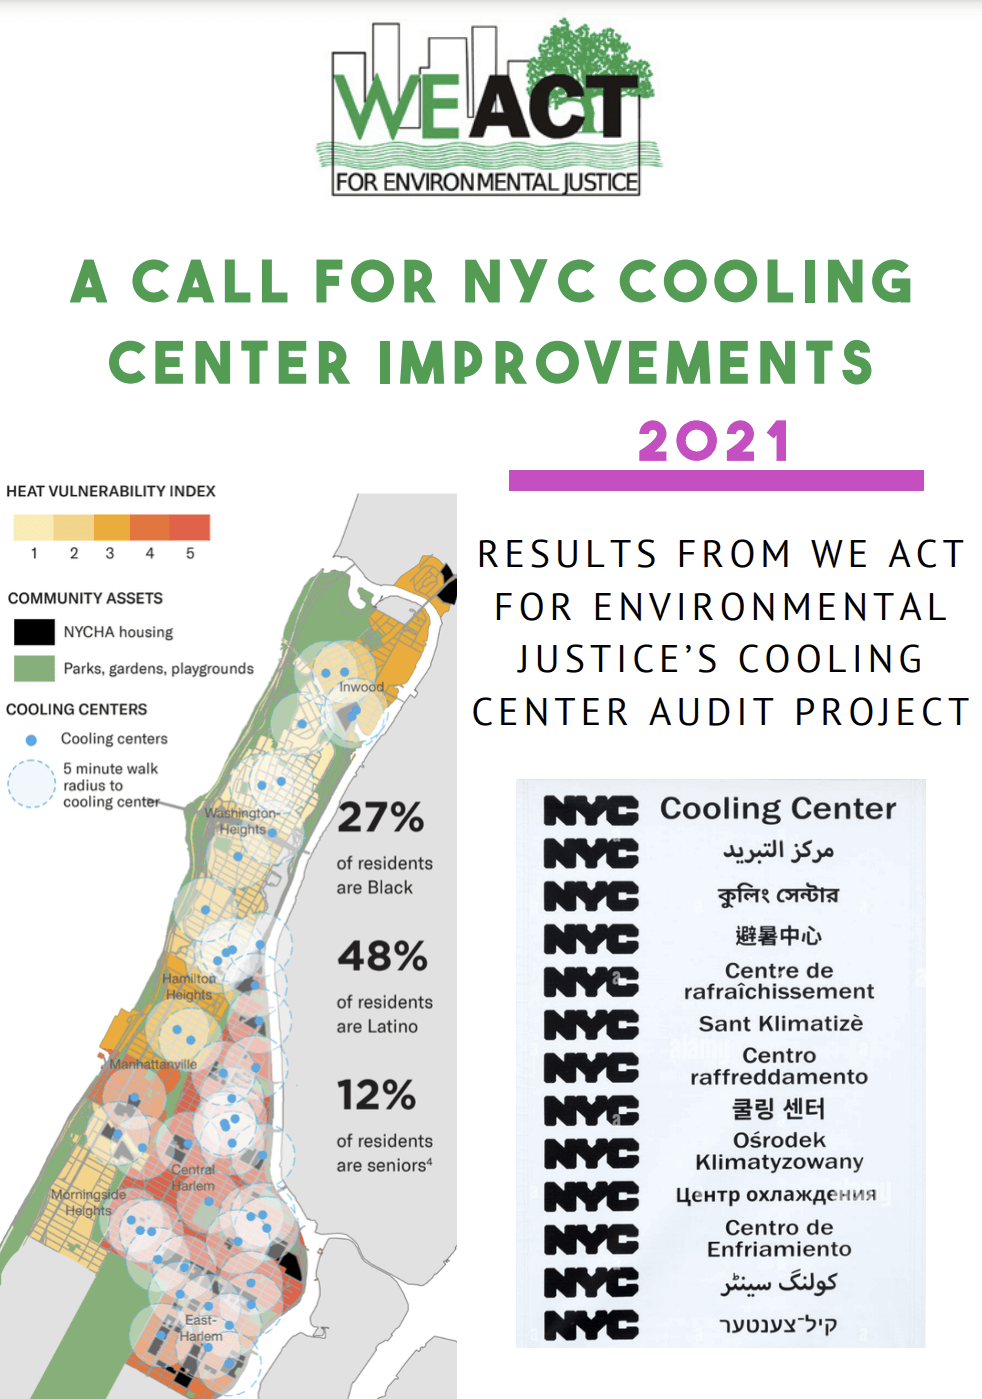 WE ACT
FOR ENVIRONMENTAL JUSTICE
A CALL FOR NYC COOLING
CENTER IMPROVEMENTS
2021
HEAT VULNERABILITY INDEX
1 2 3 4 5
COMMUNITY ASSETS
NYCHA housing
Parks, gardens, playgrounds
COOLING CENTERS
Cooling centers
5 minute walk
radius to
cooling center
Inwood
Washington-
Heights
Hamilton
Heights
Manhattanville
Central
Harlem
Morningside
Heights
East-
Harlem
27%
of residents
are Black
48%
of residents
are Latino
12%
of residents
are seniors⁴
RESULTS FROM WE ACT
FOR ENVIRONMENTAL
JUSTICE’S COOLING
CENTER AUDIT PROJECT
NYC Cooling Center
NYC مركز التبريد
NYC কুলিং সেন্টার
NYC 避暑中心
NYC Centre de
rafraîchissement
NYC Sant Klimatizè
NYC Centro
raffreddamento
NYC 쿨링 센터
NYC Ośrodek
Klimatyzowany
NYC Центр охлаждения
NYC Centro de
Enfriamiento
NYC کولنگ سینٹر
NYC קיל־צענטער
alamy
alamy
a
a